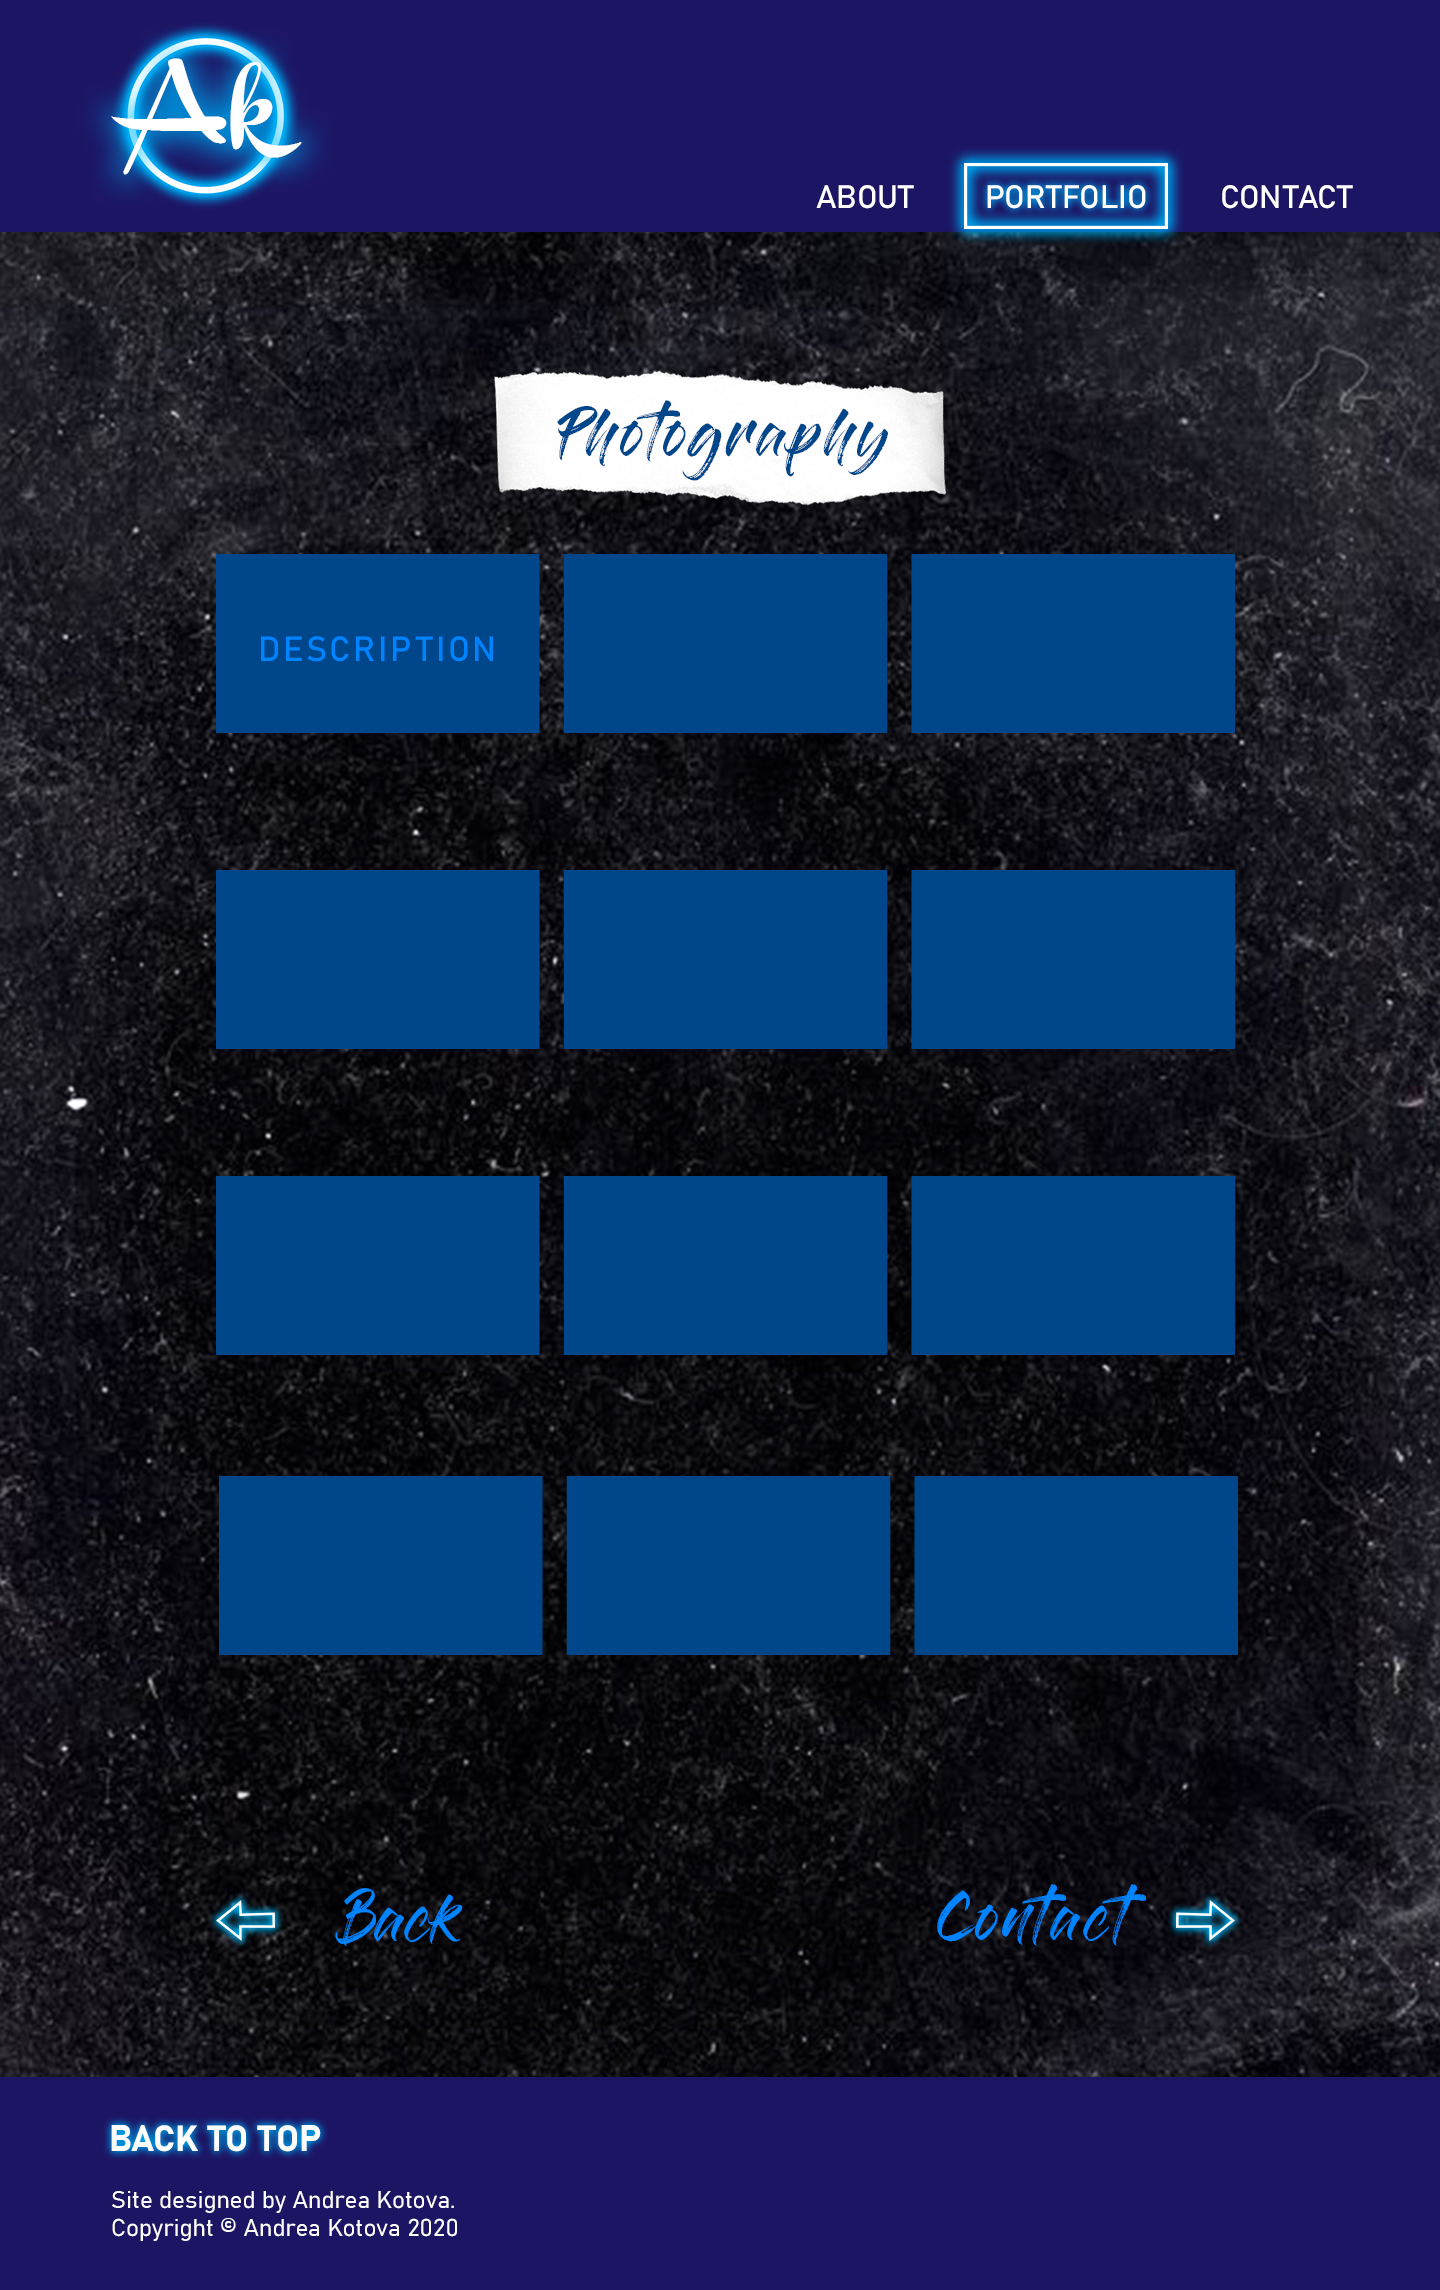 Ak
ABOUT PORTFOLIO CONTACT
Photography
DESCRIPTION
Back Contact
BACK TO TOP
Site designed by Andrea Kotova.
Copyright © Andrea Kotova 2020